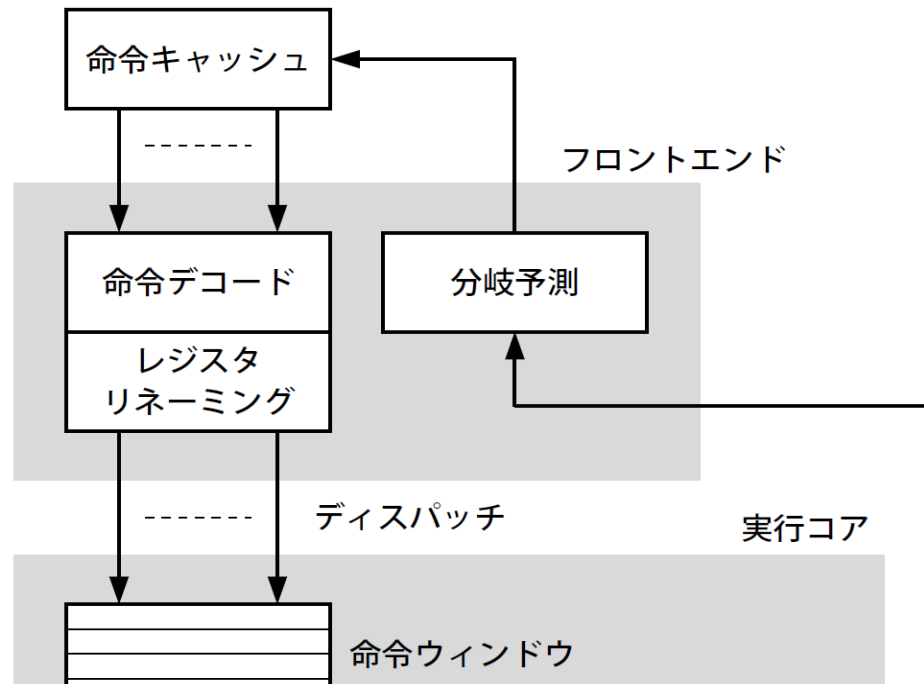 命令キャッシュ
フロントエンド
命令デコード
分岐予測
レジスタ
リネーミング
ディスパッチ
実行コア
命令ウィンドウ